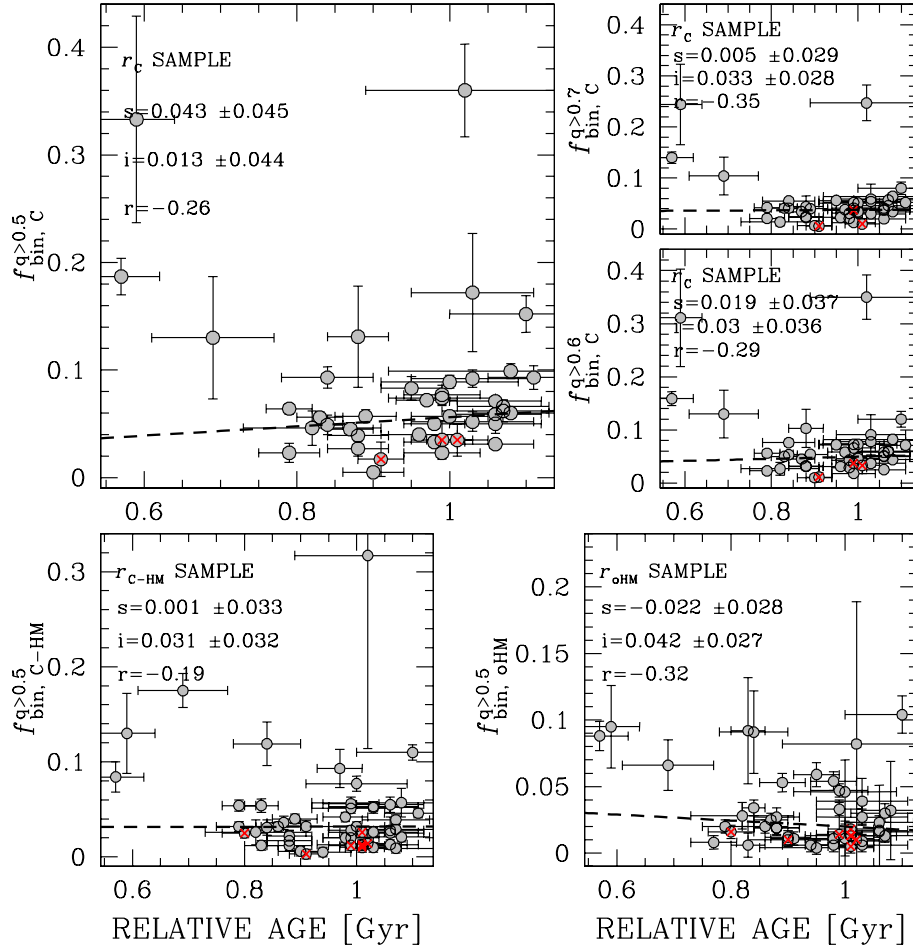 0.4
0.3
0.2
0.1
0
0.6
0.8
1
f bin, C q>0.5
r_C SAMPLE
s=0.043 ±0.045
i=0.013 ±0.044
r=−0.26
0.4
0.3
0.2
0.1
0
f bin, C q>0.7
r_C SAMPLE
s=0.005 ±0.029
i=0.033 ±0.028
r=−0.35
0.4
0.3
0.2
0.1
0
0.6
0.8
1
f bin, C q>0.6
r_C SAMPLE
s=0.019 ±0.037
i=0.03 ±0.036
r=−0.29
0.3
0.2
0.1
0
0.6
0.8
1
f bin, C−HM q>0.5
r_C−HM SAMPLE
s=0.001 ±0.033
i=0.031 ±0.032
r=−0.19
RELATIVE AGE [Gyr]
0.2
0.15
0.1
0.05
0
0.6
0.8
1
f bin, oHM q>0.5
r_oHM SAMPLE
s=−0.022 ±0.028
i=0.042 ±0.027
r=−0.32
RELATIVE AGE [Gyr]